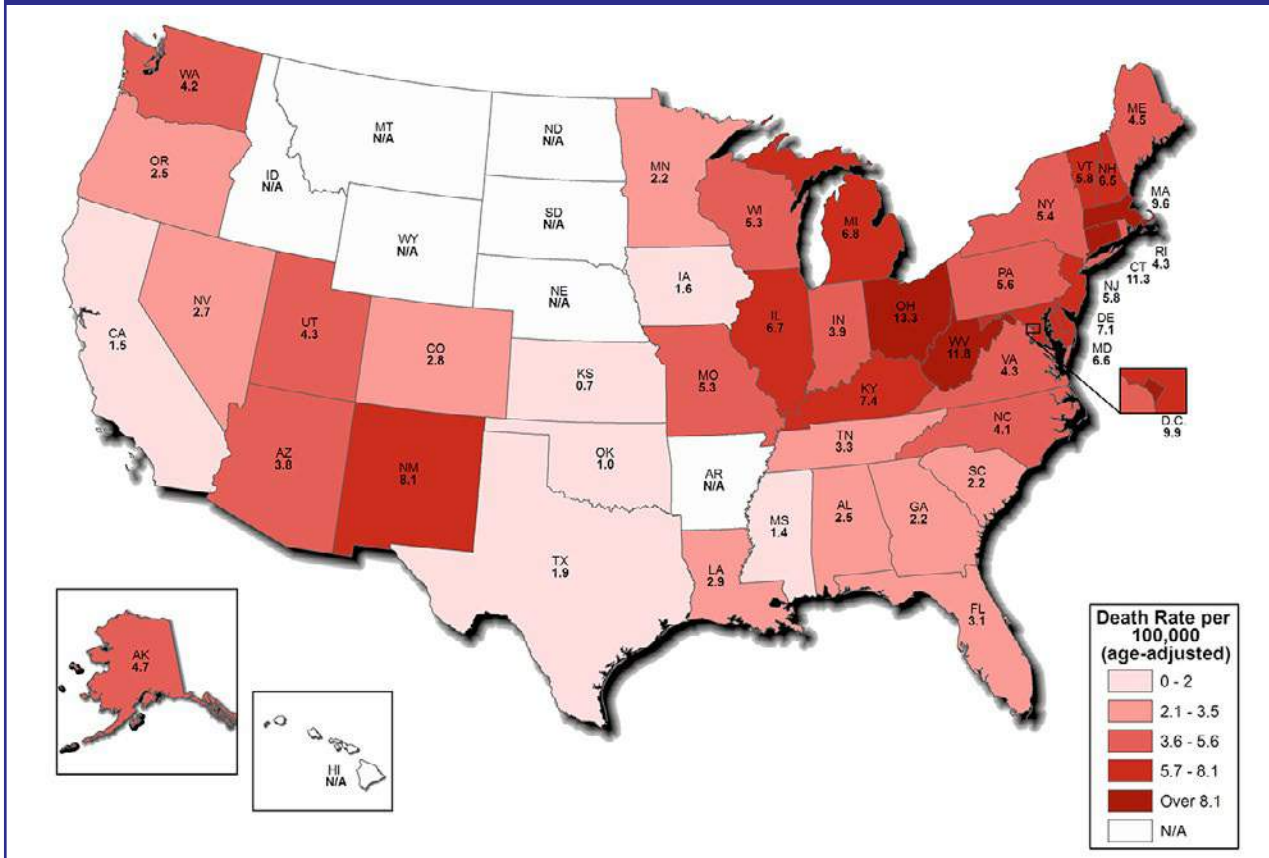 WA
4.2
MT
N/A
ND
N/A
MN
2.2
ME
4.5
OR
2.5
ID
N/A
VT
5.8
NH
6.5
MA
9.6
SD
N/A
WI
5.3
MI
6.8
NY
5.4
WY
N/A
RI
4.3
CT
11.3
IA
1.6
PA
5.6
NJ
5.8
NE
N/A
NV
2.7
UT
4.3
IL
6.7
IN
3.9
OH
13.3
DE
7.1
CA
1.5
CO
2.8
WV
11.8
MD
6.6
KS
0.7
MO
5.3
VA
4.3
KY
7.4
D.C.
9.9
NC
4.1
TN
3.3
AZ
3.8
NM
8.1
OK
1.0
AR
N/A
SC
2.2
MS
1.4
AL
2.5
GA
2.2
TX
1.9
LA
2.9
FL
3.1
AK
4.7
HI
N/A
Death Rate per
100,000
(age-adjusted)
0 - 2
2.1 - 3.5
3.6 - 5.6
5.7 - 8.1
Over 8.1
N/A